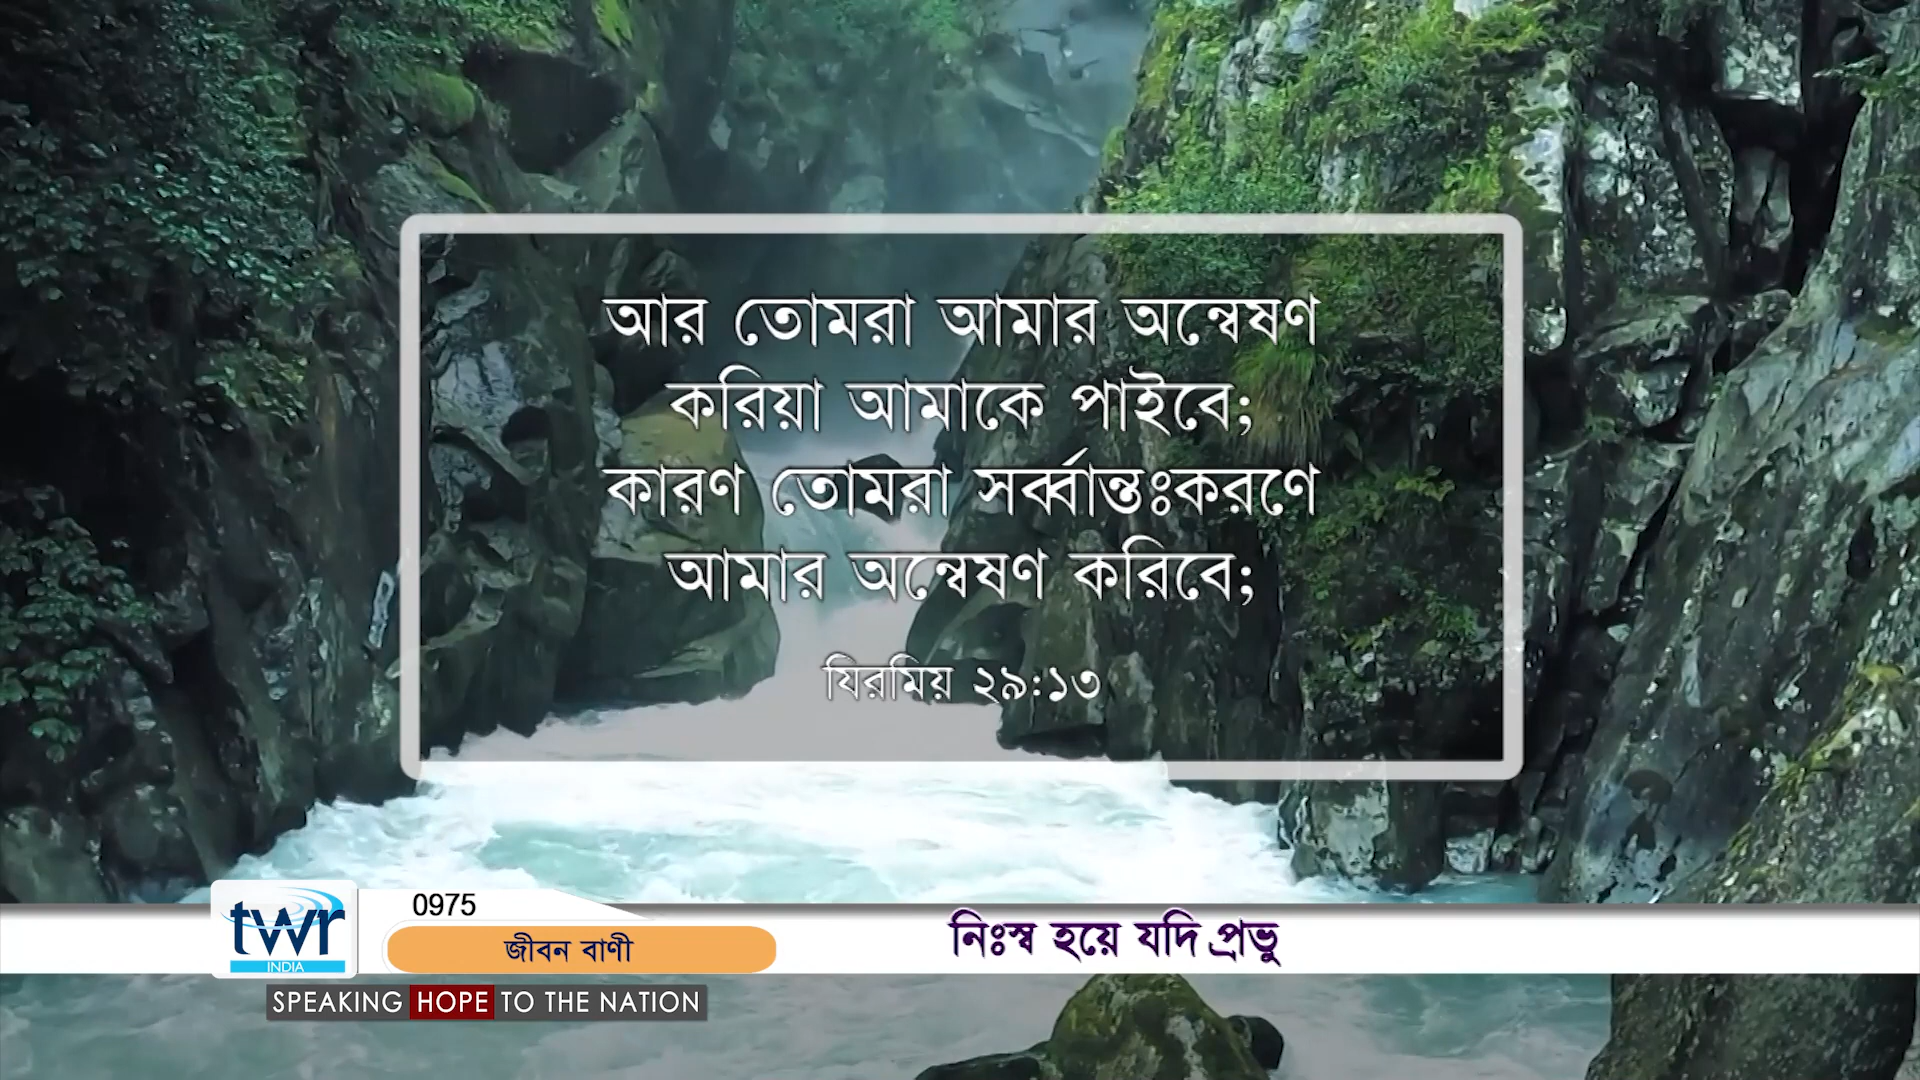 আর তোমরা আমার অন্বেষণ
করিয়া আমাকে পাইবে;
কারণ তোমরা সর্ব্বান্তঃকরণে
আমার অন্বেষণ করিবে;
যিরমিয় ২৯:১৩
twr
INDIA
0975
জীবন বাণী
নিঃস্ব হয়ে যদি প্রভু
SPEAKING HOPE TO THE NATION